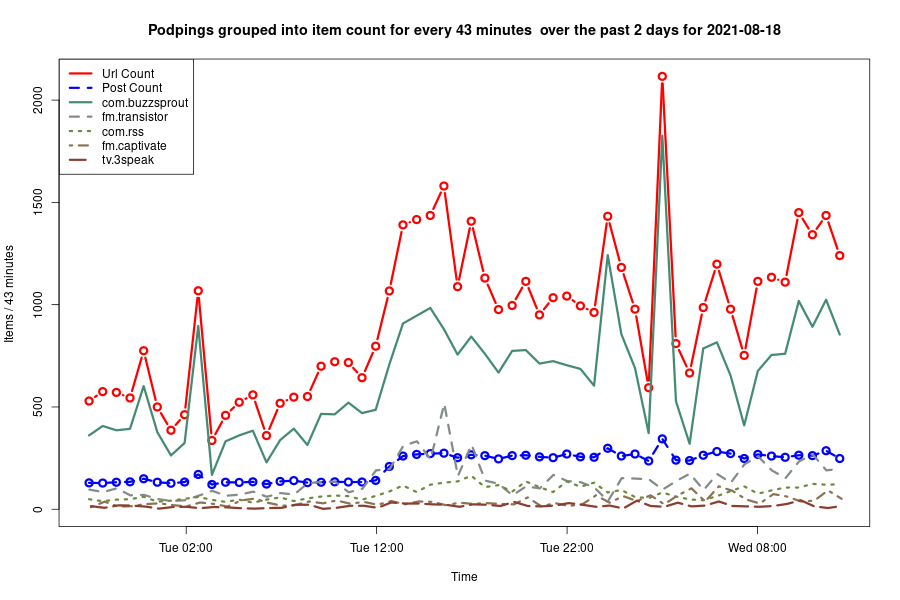 Podpings grouped into item count for every 43 minutes  over the past 2 days for 2021-08-18
Url Count
Post Count
com.buzzsprout
fm.transistor
com.rss
fm.captivate
tv.3speak
Items / 43 minutes
2000
1500
1000
500
0
Tue 02:00 Tue 12:00 Tue 22:00 Wed 08:00
Time